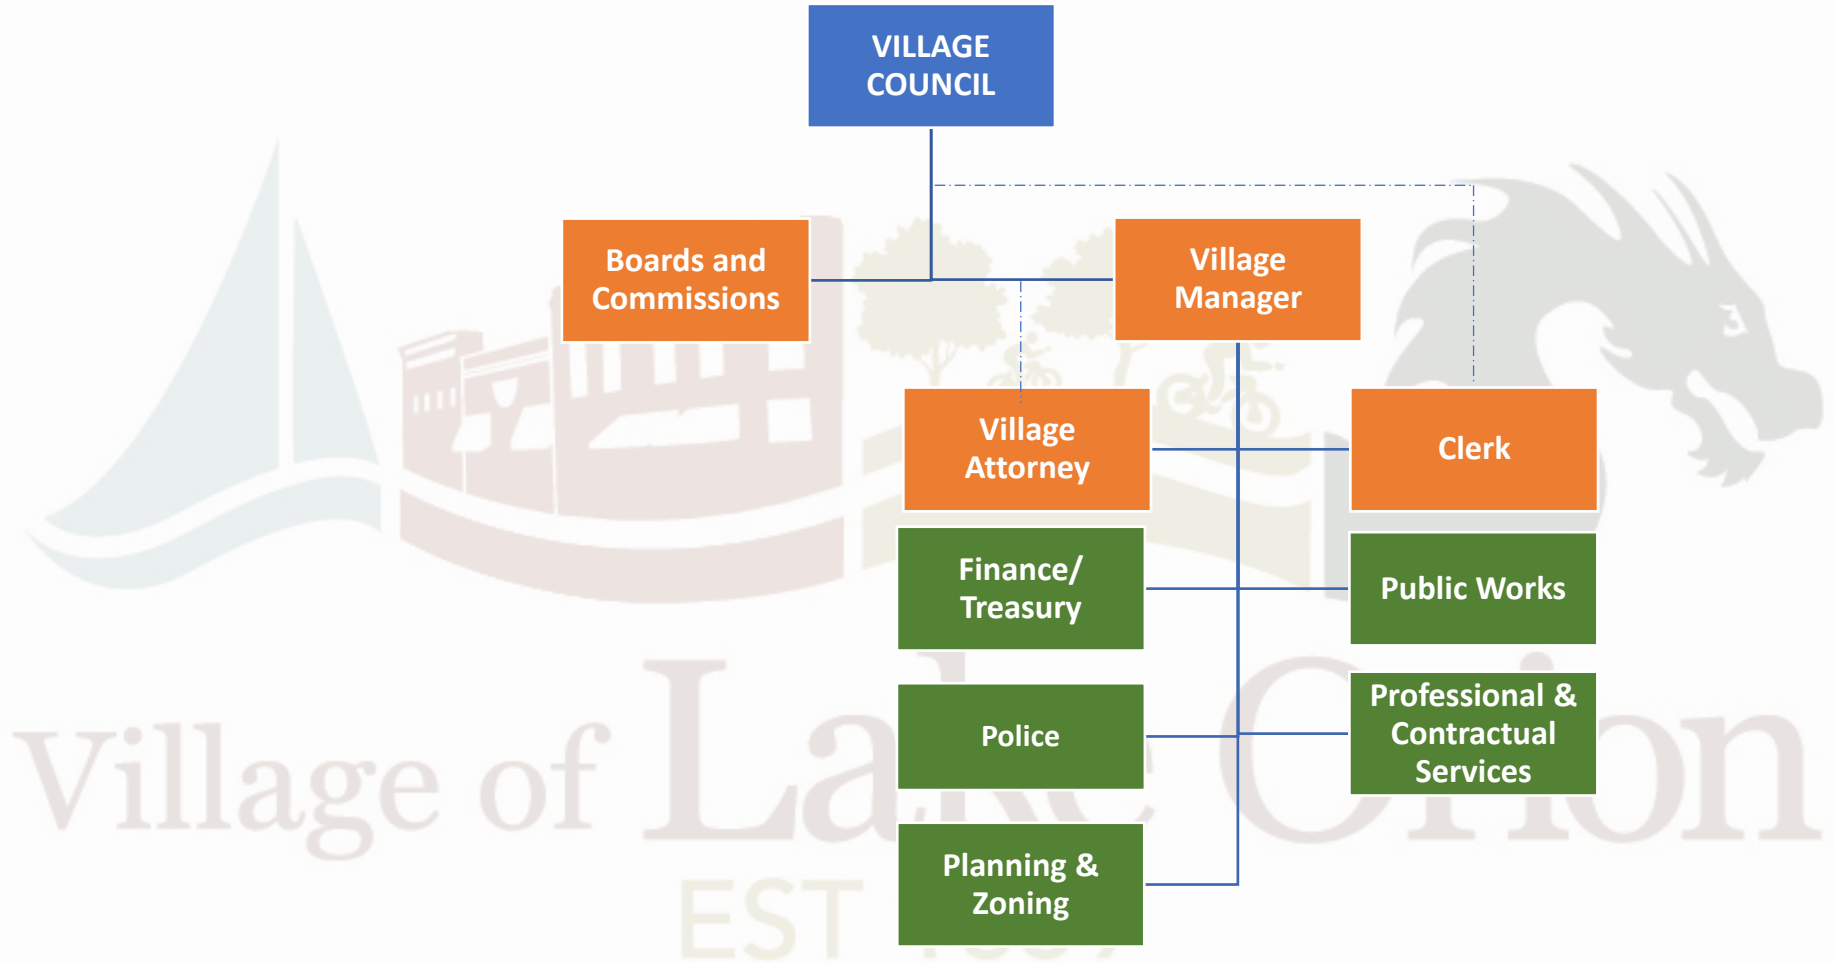 VILLAGE
COUNCIL
Boards and
Commissions
Village
Manager
Village
Attorney
Clerk
Finance/
Treasury
Public Works
Police
Professional &
Contractual
Services
Planning &
Zoning
Village of Lake Orion
EST